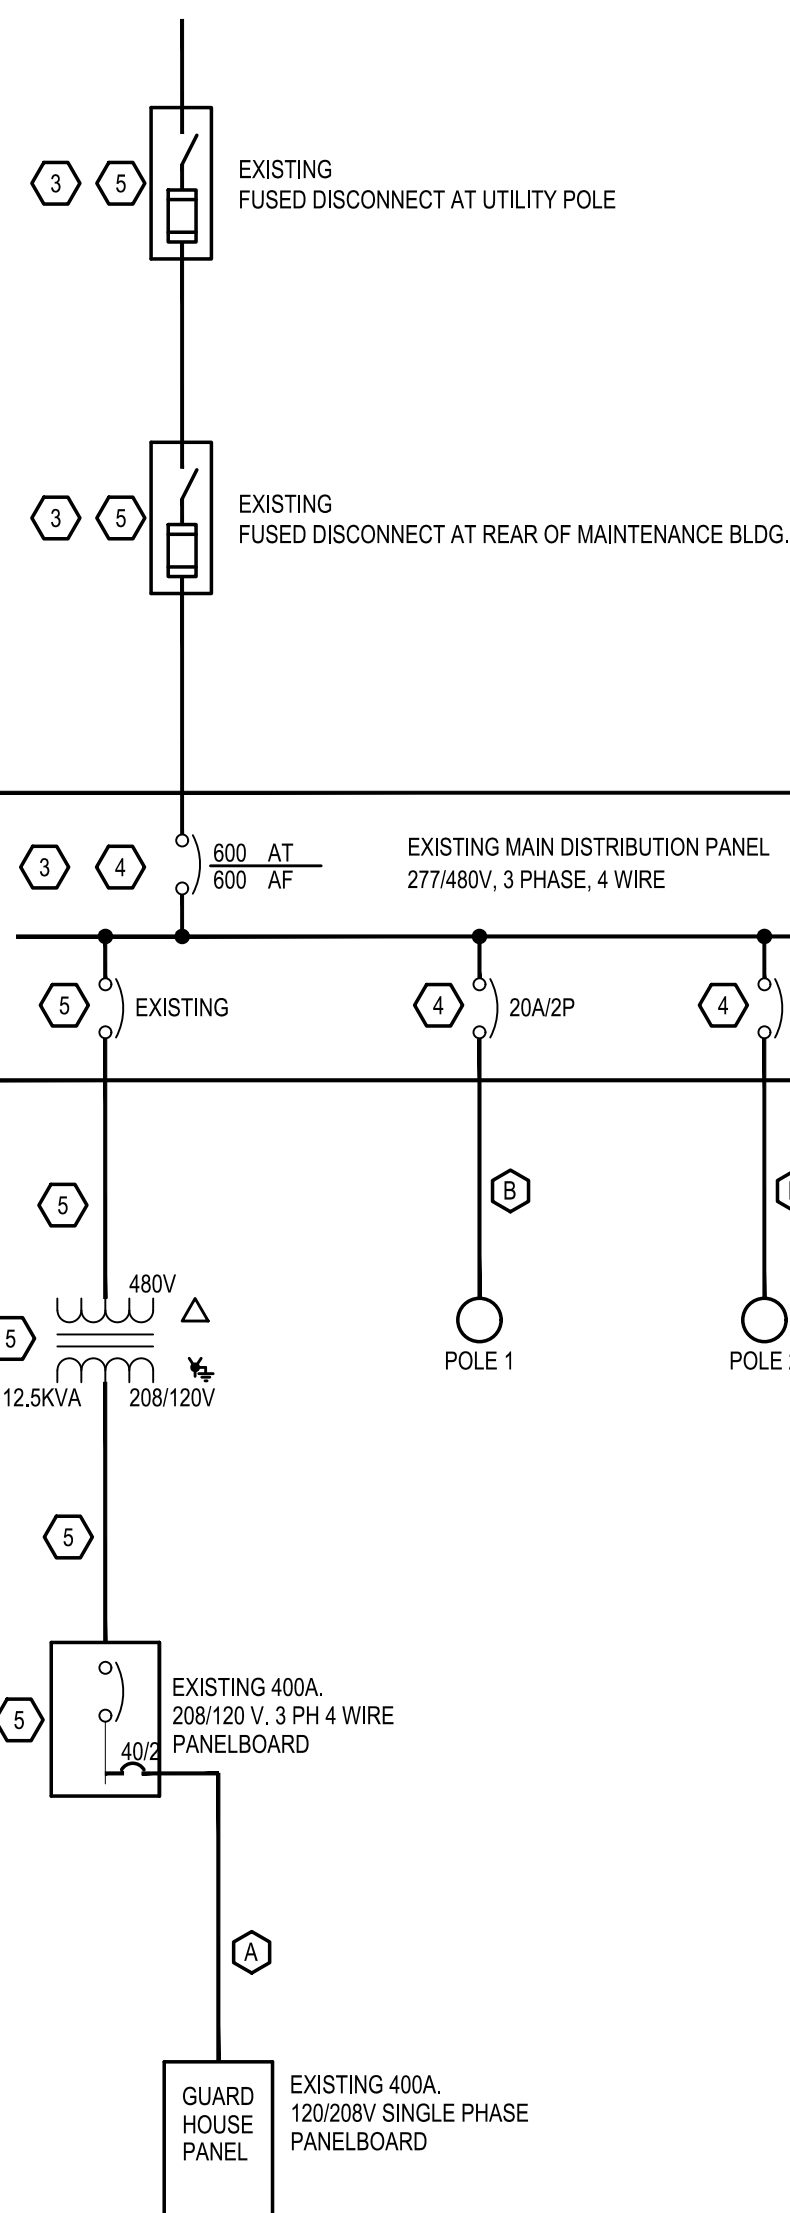 3 5 EXISTING
FUSED DISCONNECT AT UTILITY POLE
3 5 EXISTING
FUSED DISCONNECT AT REAR OF MAINTENANCE BLDG.
3 4 600 AT
600 AF
EXISTING MAIN DISTRIBUTION PANEL
277/480V, 3 PHASE, 4 WIRE
5 EXISTING 4 20A/2P 4
5 B
480V
5
12.5KVA 208/120V
POLE 1 POLE
5
5
EXISTING 400A.
208/120 V. 3 PH 4 WIRE
PANELBOARD
40/2
A
GUARD
HOUSE
PANEL
EXISTING 400A.
120/208V SINGLE PHASE
PANELBOARD